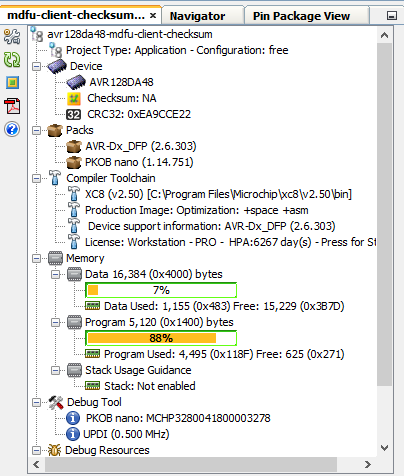 mdfu-client-checksum... ×
Navigator
Pin Package View
avr128da48-mdfu-client-checksum
Project Type: Application - Configuration: free
Device
AVR128DA48
Checksum: NA
32 CRC32: 0xEA9CCE22
Packs
AVR-Dx_DFP (2.6.303)
PKOB nano (1.14.751)
Compiler Toolchain
XC8 (v2.50) [C:\Program Files\Microchip\xc8\v2.50\bin]
Production Image: Optimization: +space +asm
Device support information: AVR-Dx_DFP (2.6.303)
License: Workstation - PRO - HPA:6267 day(s) - Press for St
Memory
Data 16,384 (0x4000) bytes
7%
Data Used: 1,155 (0x483) Free: 15,229 (0x3B7D)
Program 5,120 (0x1400) bytes
88%
Program Used: 4,495 (0x118F) Free: 625 (0x271)
Stack Usage Guidance
Stack: Not enabled
Debug Tool
PKOB nano: MCHP3280041800003278
UPDI (0.500 MHz)
Debug Resources